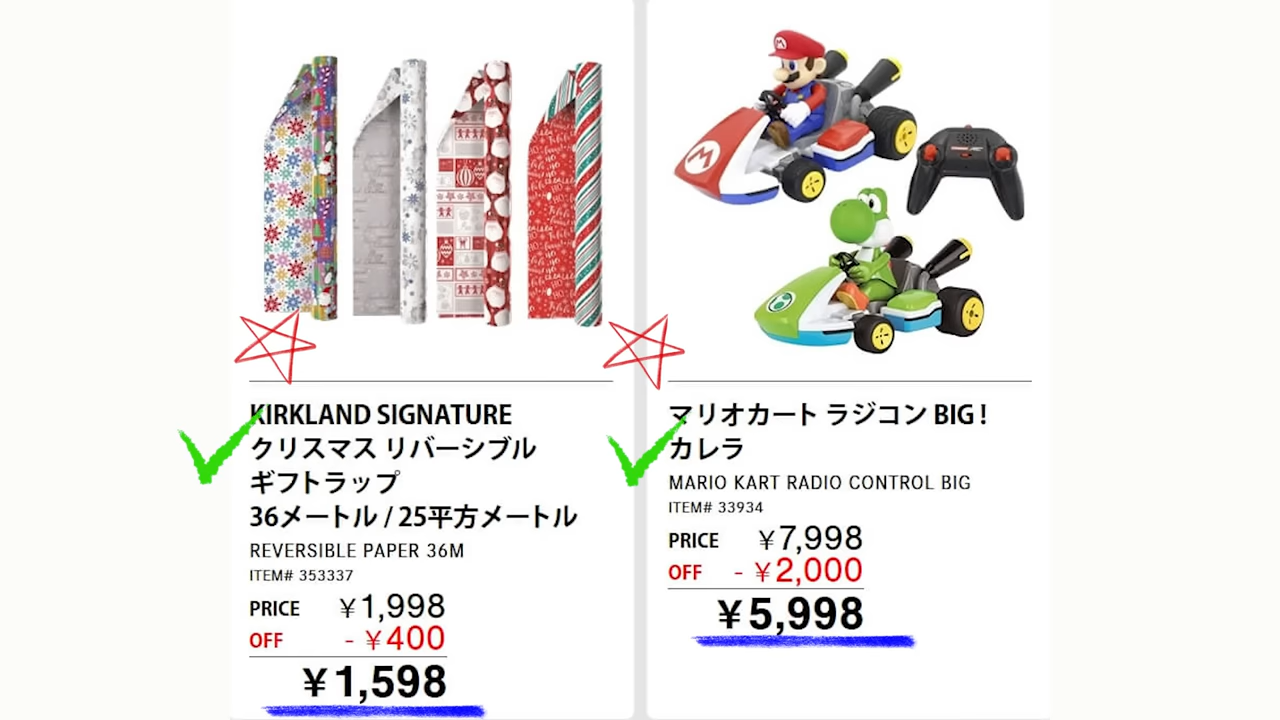 KIRKLAND SIGNATURE
クリスマス リバーシブル
ギフトラップ
36メートル / 25平方メートル
REVERSIBLE PAPER 36M
ITEM# 353337
PRICE ¥1,998
OFF - ¥400
¥1,598
マリオカート ラジコン BIG !
カレラ
MARIO KART RADIO CONTROL BIG
ITEM# 33934
PRICE ¥7,998
OFF - ¥2,000
¥5,998